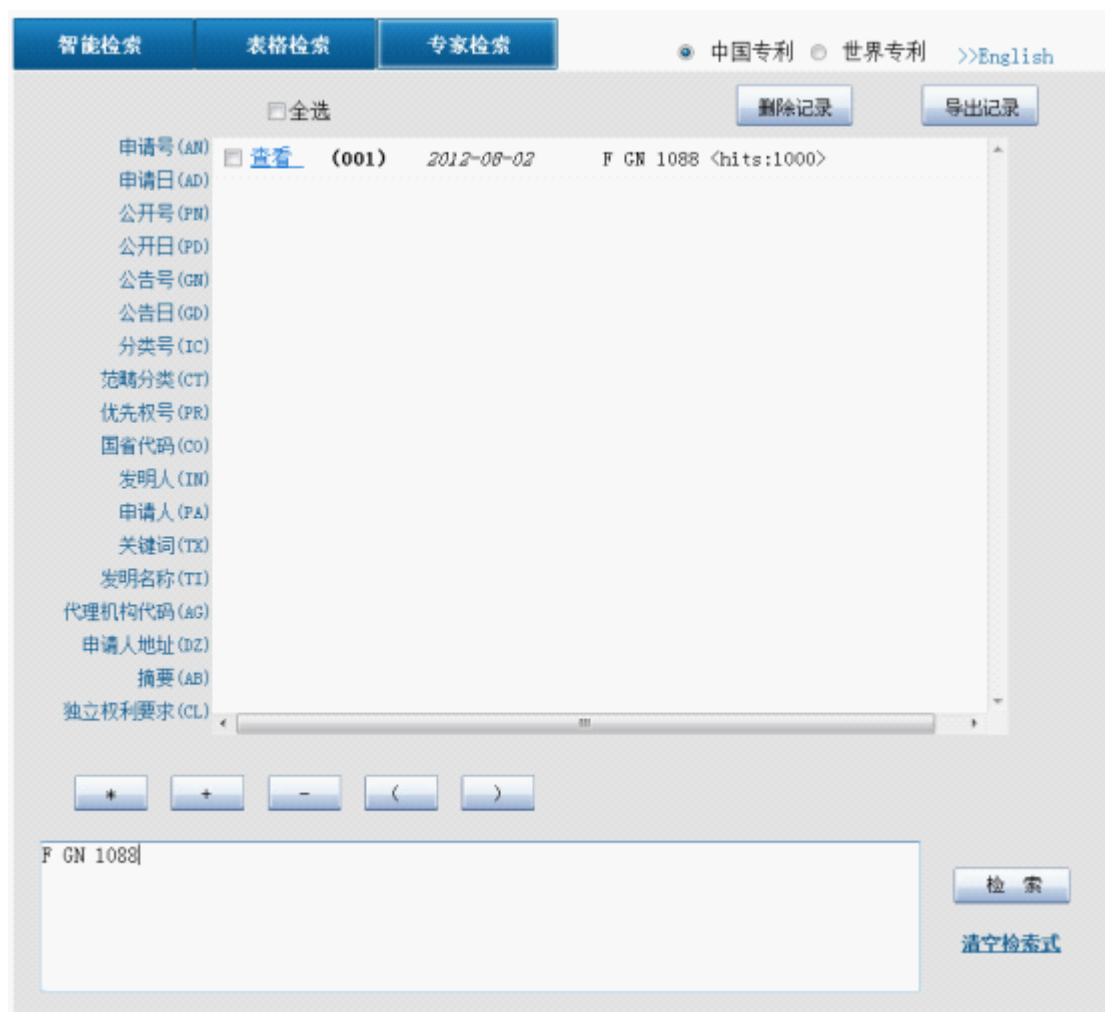 智能检索 表格检索 专家检索 中国专利 世界专利 >>English
全选 删除记录 导出记录
申请号(AN) 查看 (001) 2012-08-02 F GN 1088 <hits:1000>
申请日(AD)
公开号(PN)
公开日(PD)
公告号(GN)
公告日(GD)
分类号(IC)
范畴分类(CT)
优先权号(PR)
国省代码(CO)
发明人(IN)
申请人(PA)
关键词(TX)
发明名称(TI)
代理机构代码(AG)
申请人地址(DZ)
摘要(AB)
独立权利要求(CL)
* + - ( )
F GN 1088
检 索
清空检索式